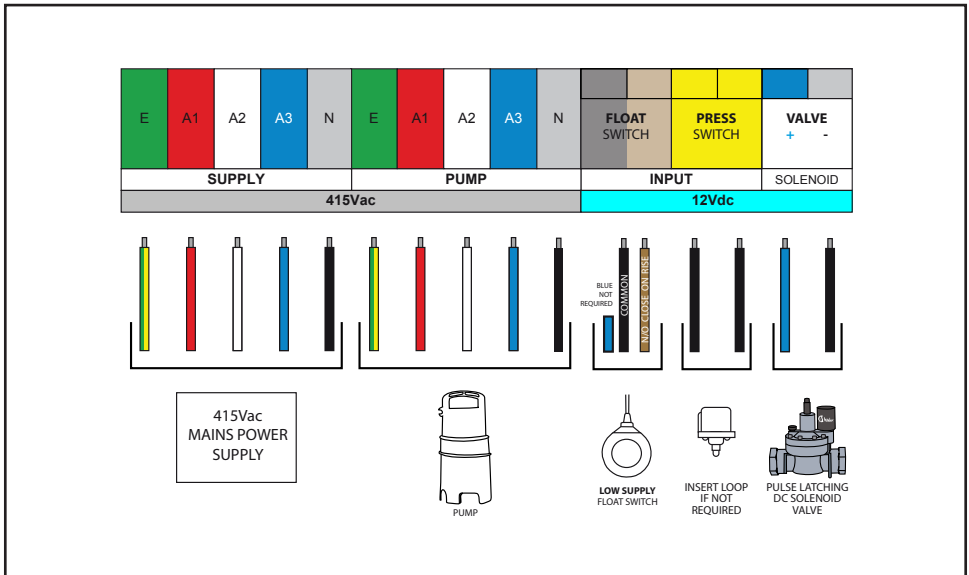 E A1 A2 A3 N E A1 A2 A3 N FLOAT SWITCH PRESS SWITCH VALVE + -
SUPPLY PUMP INPUT SOLENOID
415Vac 12Vdc
BLUE
NOT
REQUIRED
COMMON
N/O CLOSE ON RISE
415Vac
MAINS POWER
SUPPLY
PUMP
LOW SUPPLY
FLOAT SWITCH
INSERT LOOP
IF NOT
REQUIRED
PULSE LATCHING
DC SOLENOID
VALVE